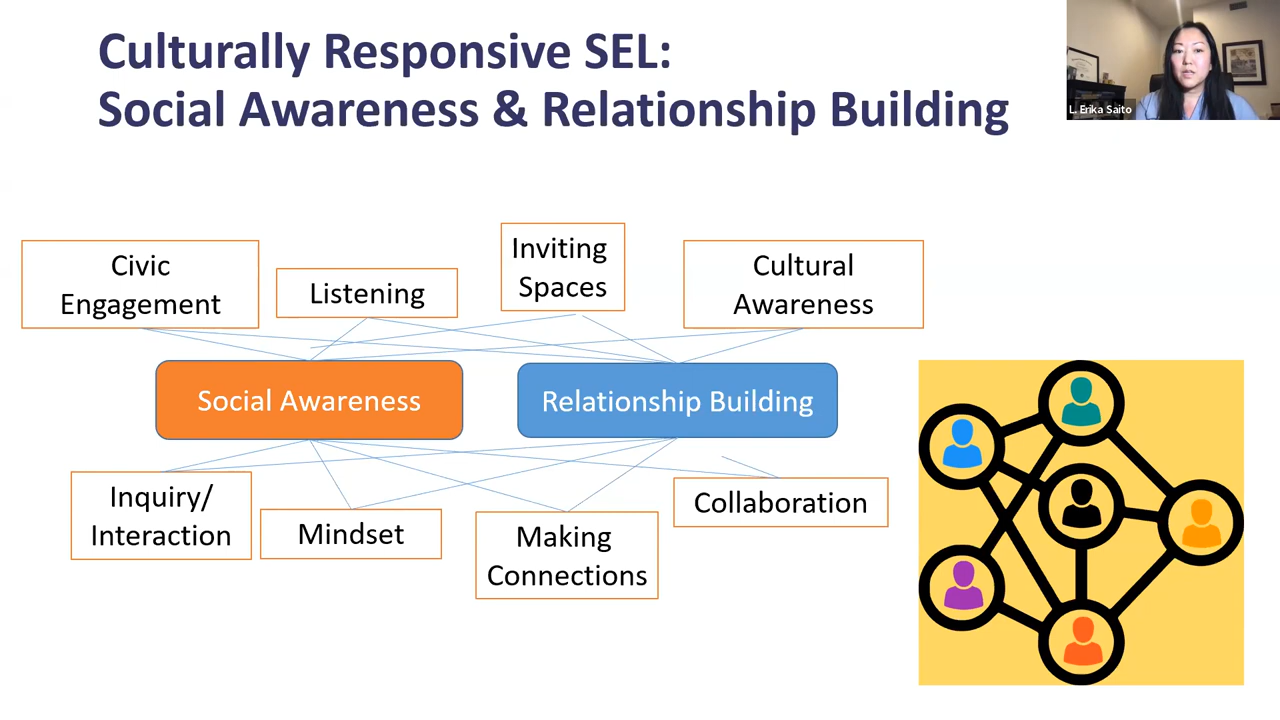 Culturally Responsive SEL:
Social Awareness & Relationship Building
L. Erika Saito
Civic
Engagement
Listening
Inviting
Spaces
Cultural
Awareness
Social Awareness
Relationship Building
Inquiry/
Interaction
Mindset
Making
Connections
Collaboration